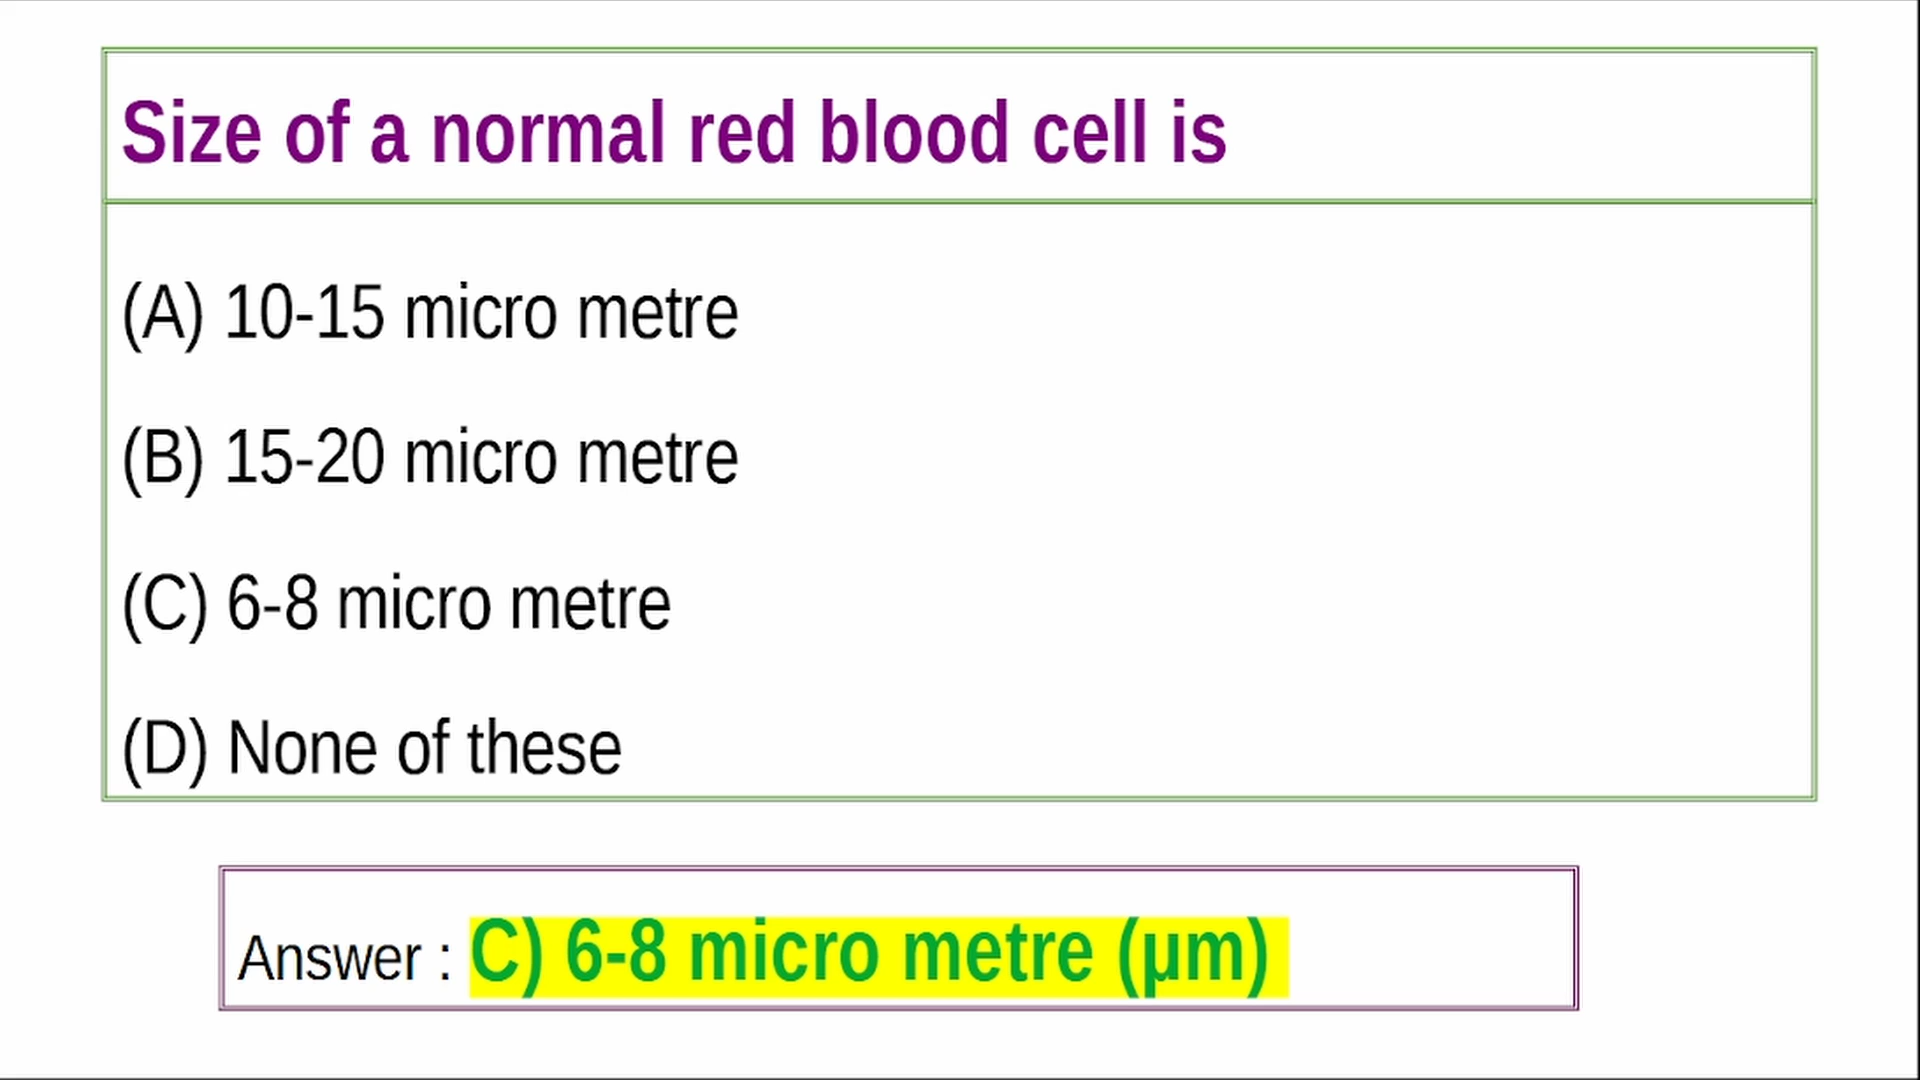 Size of a normal red blood cell is
(A) 10-15 micro metre
(B) 15-20 micro metre
(C) 6-8 micro metre
(D) None of these
Answer : C) 6-8 micro metre (µm)